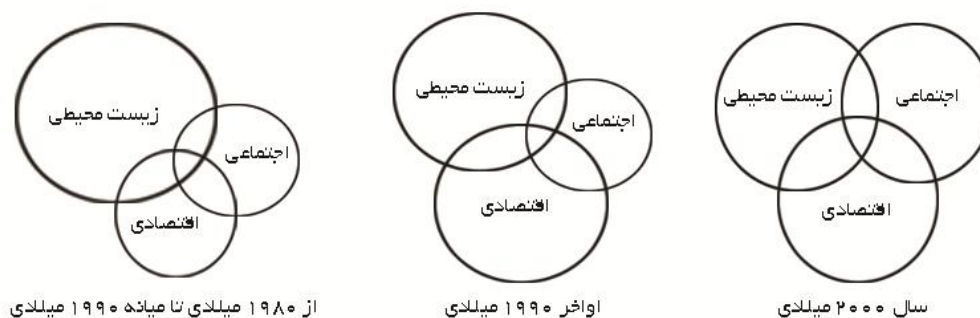 زیست محیطی
اجتماعی
اقتصادی
از ۱۹۸۰ میلادی تا میانه ۱۹۹۰ میلادی
زیست محیطی
اجتماعی
اقتصادی
اواخر ۱۹۹۰ میلادی
زیست محیطی
اجتماعی
اقتصادی
سال ۲۰۰۰ میلادی